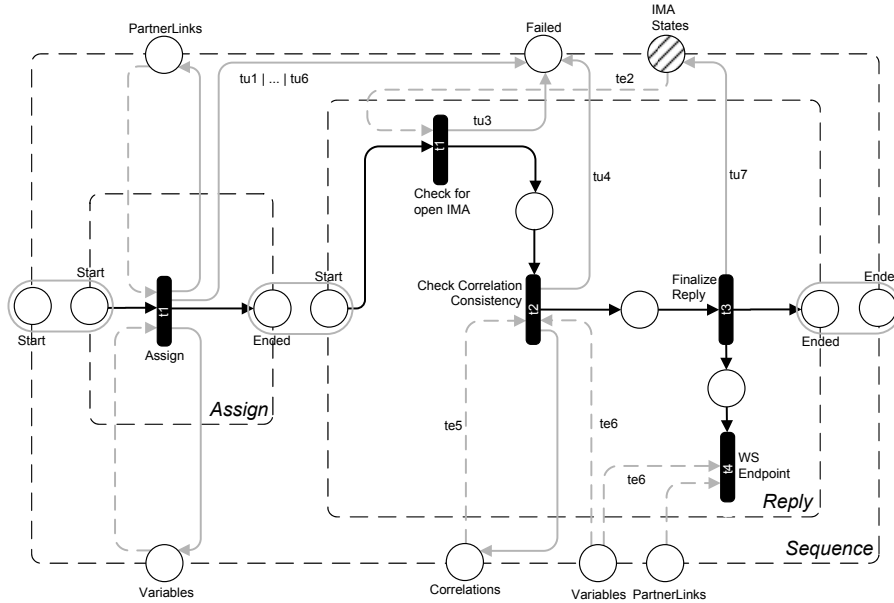 PartnerLinks
Failed
IMA
States
tu1 | ... | tu6
te2
tu3
t1
Check for
open IMA
tu4
tu7
Start
Start
Check Correlation
Consistency
Finalize
Reply
Ended
t1
t2
t3
Start
Ended
Ended
Assign
Assign
te5
te6
te6
t4
WS
Endpoint
Reply
Sequence
Variables
Correlations
Variables
PartnerLinks